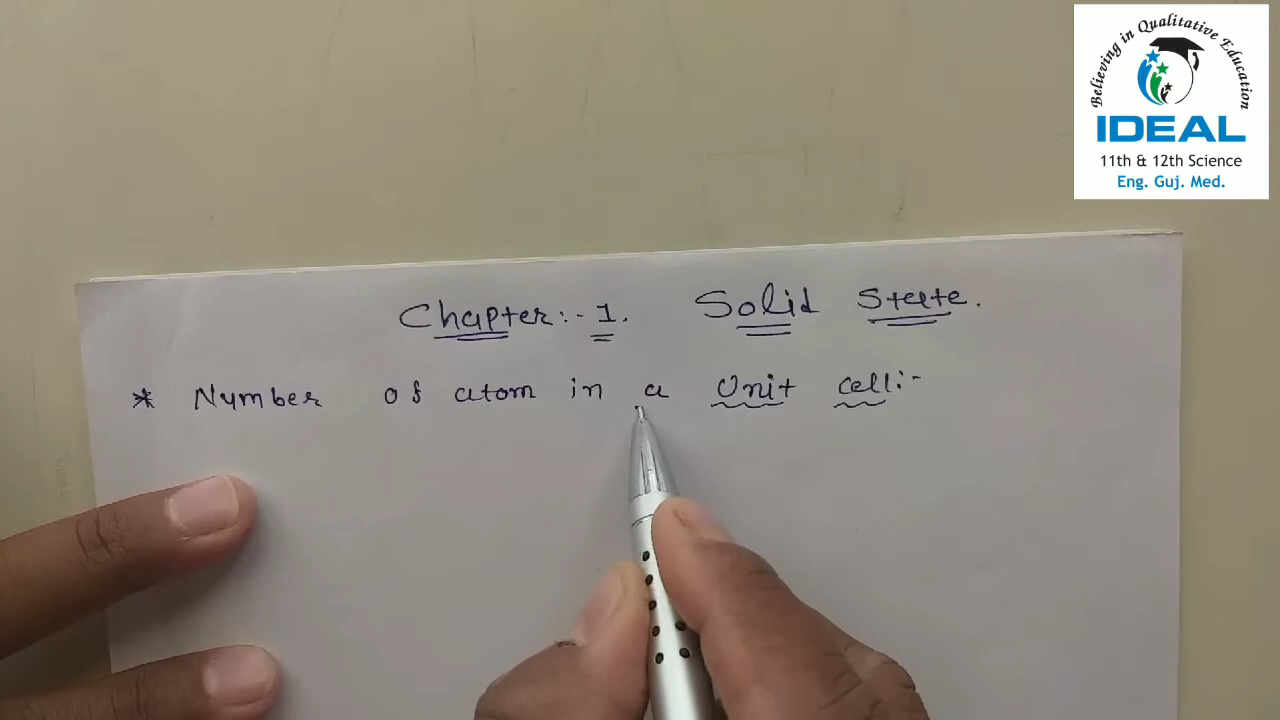 Believing in Qualitative Education
IDEAL
11th & 12th Science
Eng. Guj. Med.
Chapter:- 1. Solid State.
* Number of atom in a Unit cell:-